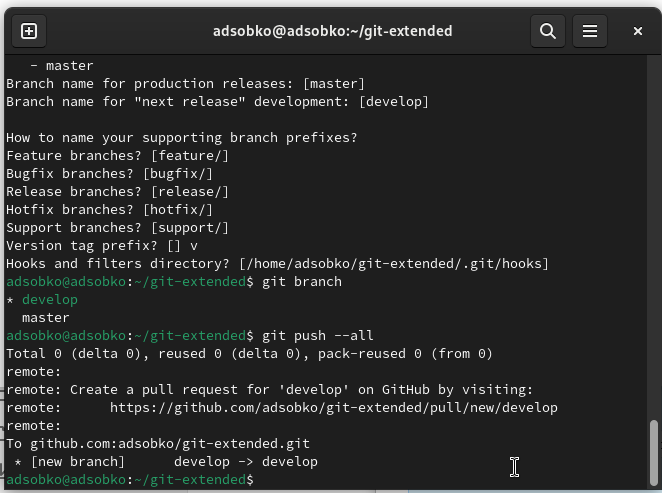 adsobko@adsobko:~/git-extended
   - master
Branch name for production releases: [master]
Branch name for "next release" development: [develop]

How to name your supporting branch prefixes?
Feature branches? [feature/]
Bugfix branches? [bugfix/]
Release branches? [release/]
Hotfix branches? [hotfix/]
Support branches? [support/]
Version tag prefix? [] v
Hooks and filters directory? [/home/adsobko/git-extended/.git/hooks]
adsobko@adsobko:~/git-extended$ git branch
* develop
  master
adsobko@adsobko:~/git-extended$ git push --all
Total 0 (delta 0), reused 0 (delta 0), pack-reused 0 (from 0)
remote:
remote: Create a pull request for 'develop' on GitHub by visiting:
remote:      https://github.com/adsobko/git-extended/pull/new/develop
remote:
To github.com:adsobko/git-extended.git
 * [new branch]      develop -> develop
adsobko@adsobko:~/git-extended$